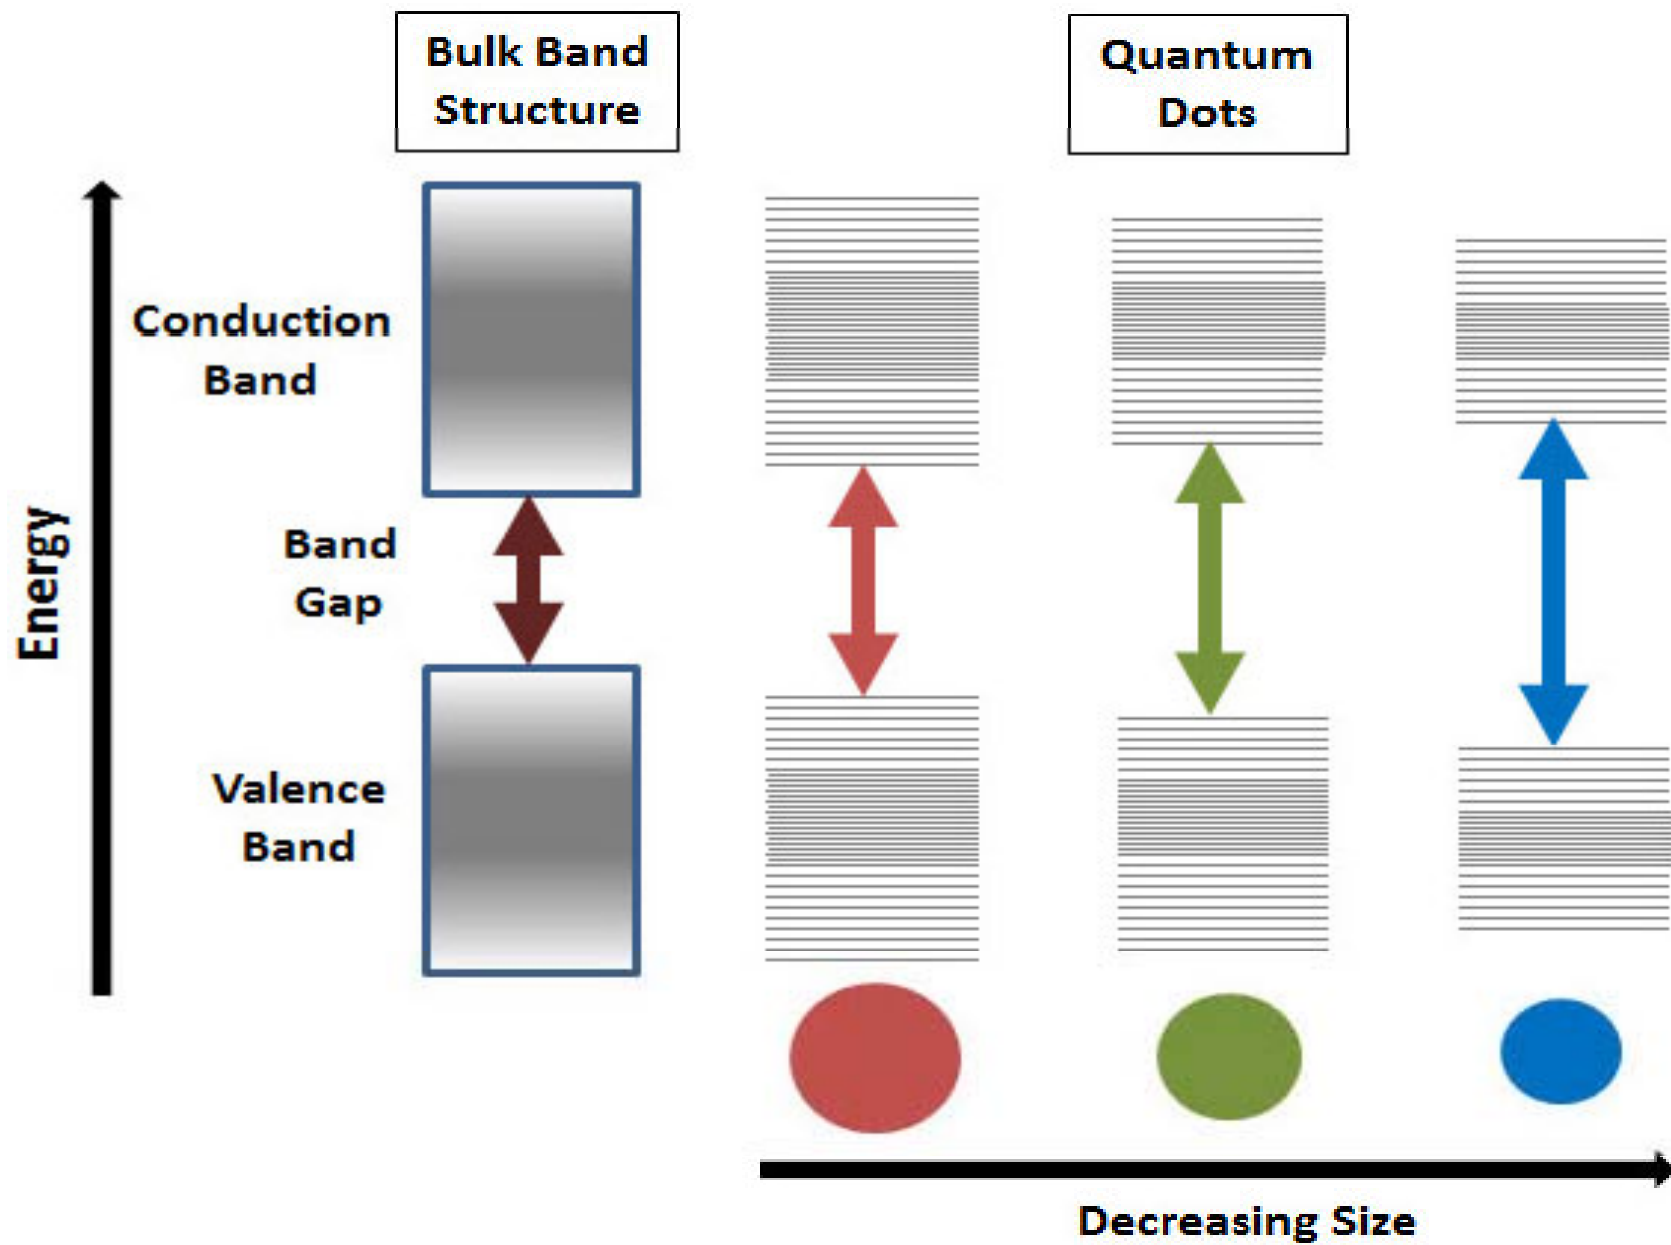 Bulk Band
Structure
Quantum
Dots
Conduction
Band
Energy
Band
Gap
Valence
Band
Decreasing Size